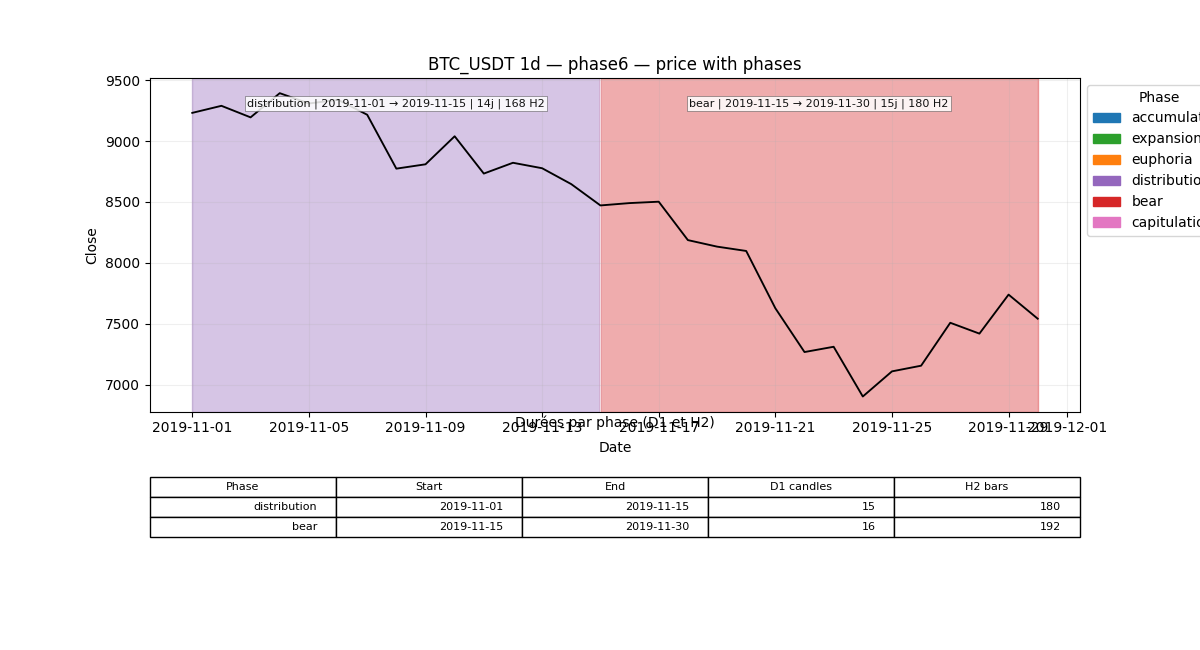 BTC_USDT 1d — phase6 — price with phases
9500
9000
8500
8000
7500
7000
Close
distribution | 2019-11-01 → 2019-11-15 | 14j | 168 H2
bear | 2019-11-15 → 2019-11-30 | 15j | 180 H2
Phase
accumulat
expansion
euphoria
distributio
bear
capitulatio
2019-11-01 2019-11-05 2019-11-09 2019-11-13 2019-11-17 2019-11-21 2019-11-25 2019-11-29 2019-12-01
Durées par phase (D1 et H2)
Date
Phase Start End D1 candles H2 bars
distribution 2019-11-01 2019-11-15 15 180
bear 2019-11-15 2019-11-30 16 192